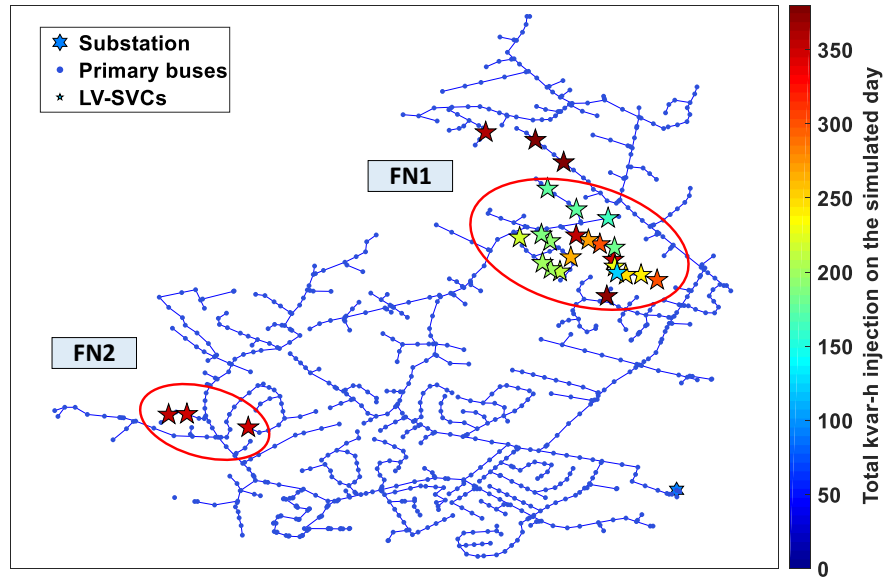 Substation
Primary buses
LV-SVCs
FN1
FN2
350
300
250
200
150
100
50
0
Total kvar-h injection on the simulated day